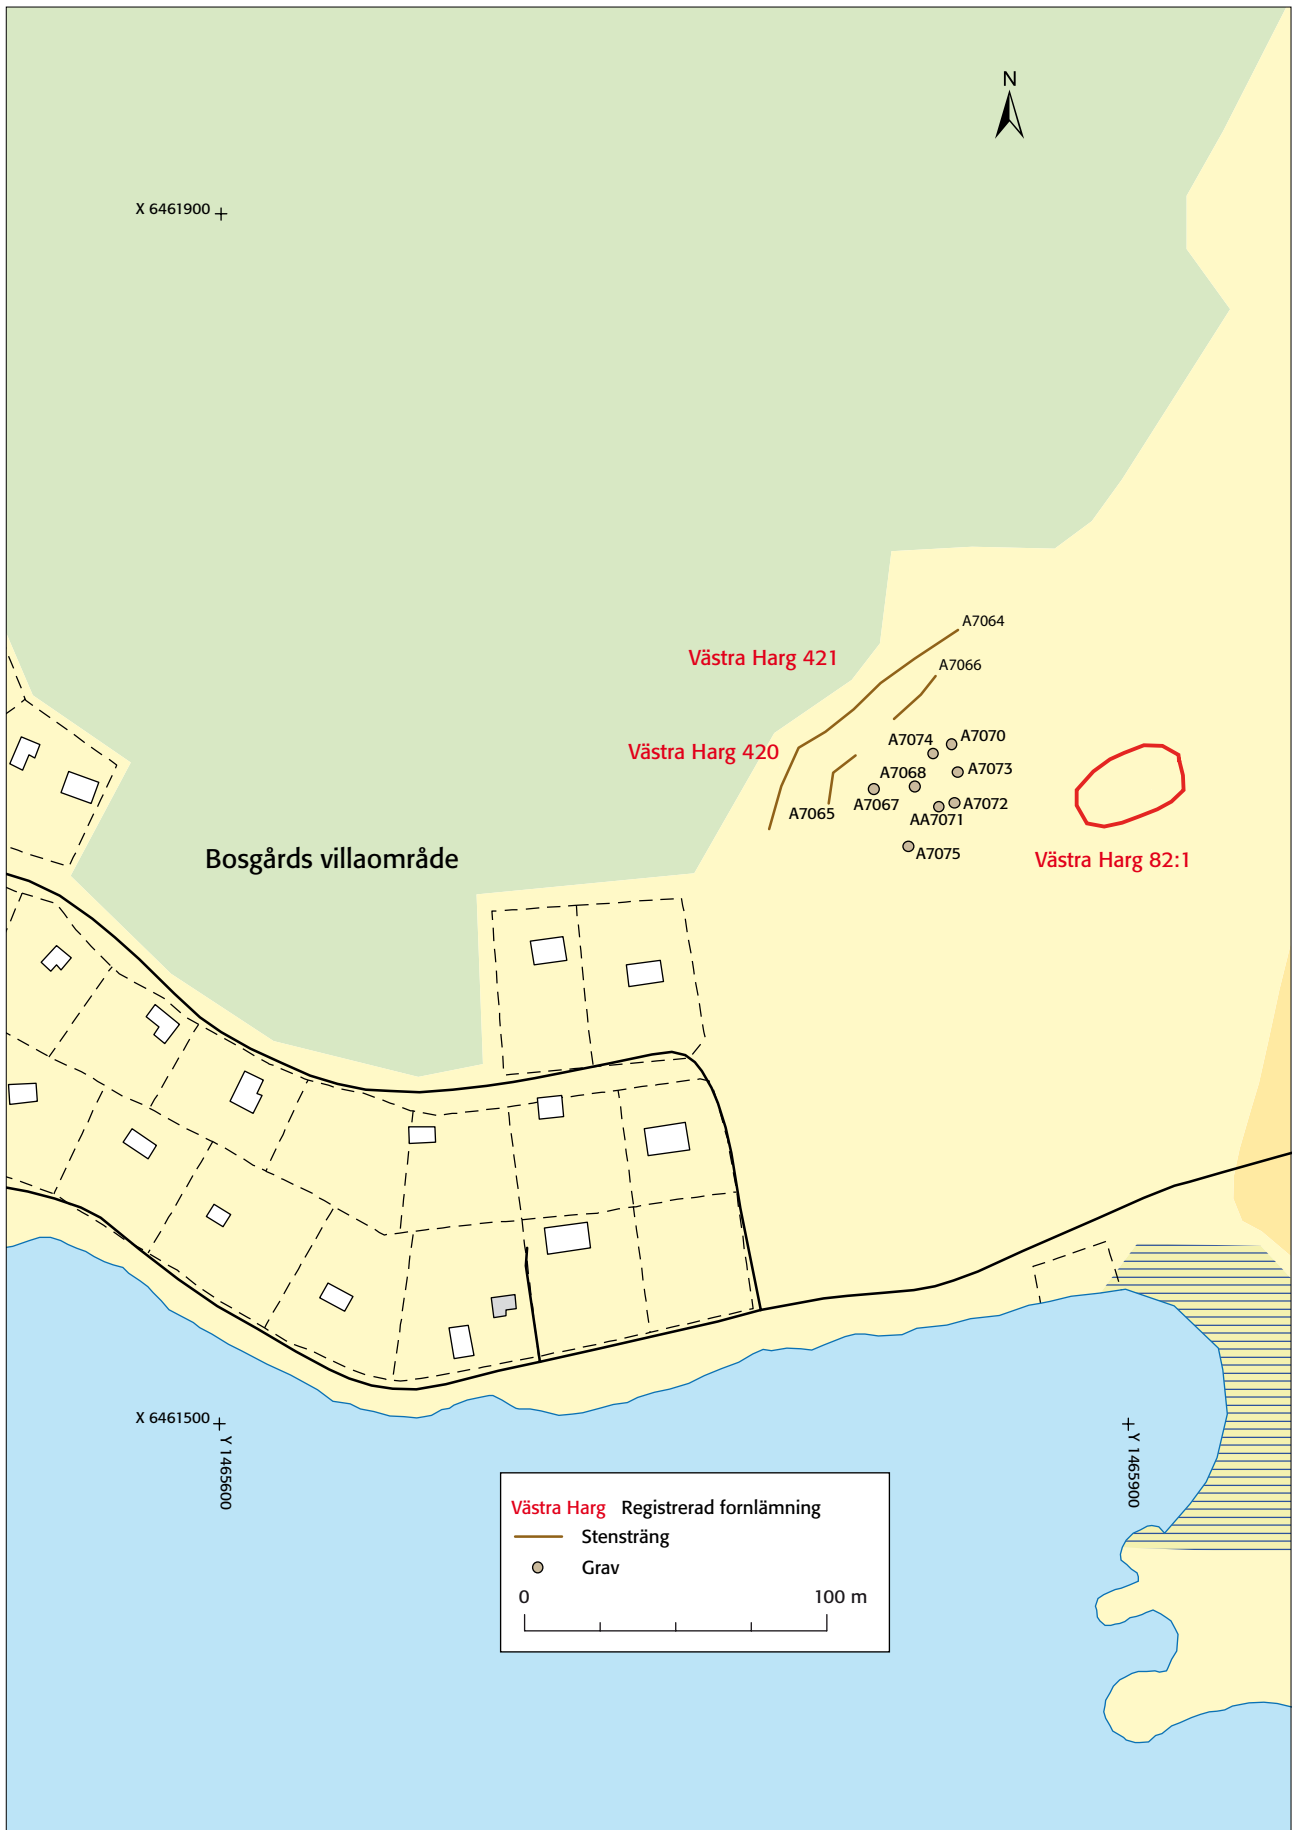 N
X 6461900
A7064
Västra Harg 421
A7066
A7070
A7074
Västra Harg 420
A7073
A7068
A7067
A7072
A7065
AA7071
A7075
Bosgårds villaområde
Västra Harg 82:1
X 6461500
Y 1465600
Y 1465900
Västra Harg Registrerad fornlämning
Stensträng
Grav
0 100 m